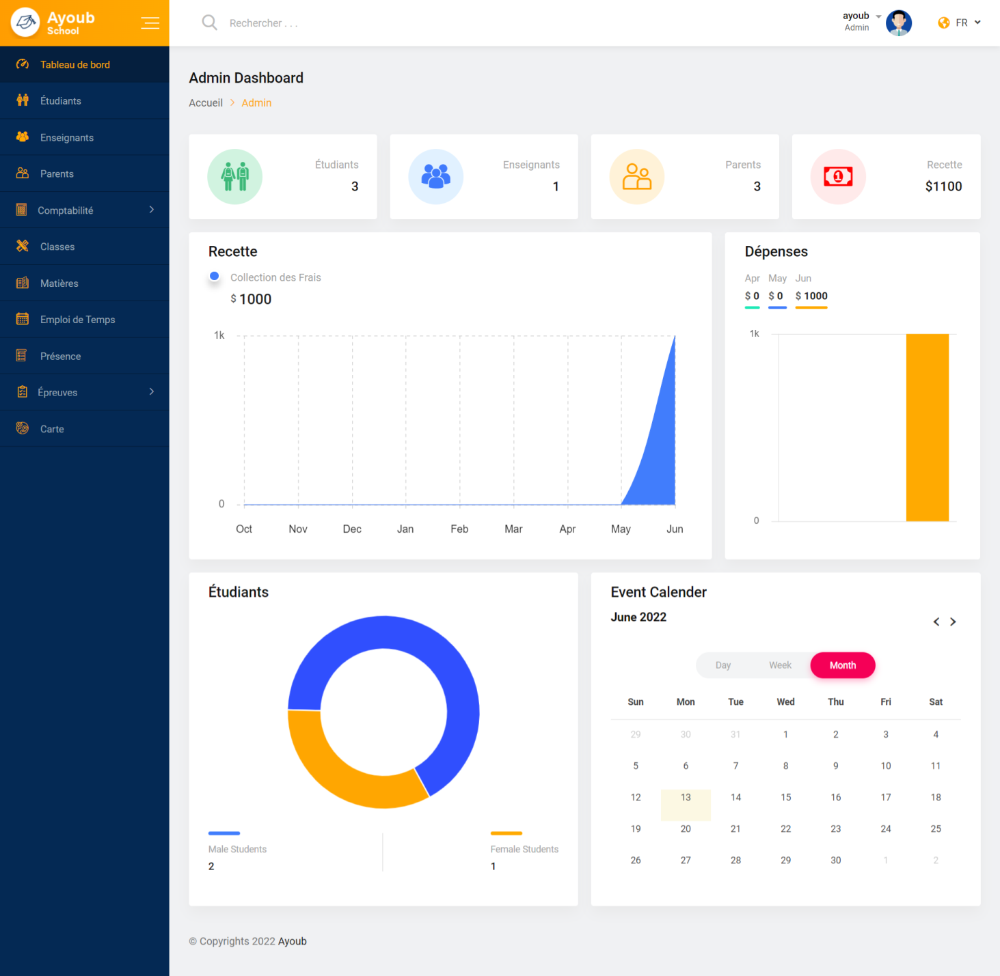 Ayoub
School
Rechercher . . .
ayoub
Admin
FR
Tableau de bord
Étudiants
Enseignants
Parents
Comptabilité
Classes
Matières
Emploi de Temps
Présence
Épreuves
Carte
Admin Dashboard
Accueil > Admin
Étudiants
3
Enseignants
1
Parents
3
1
Recette
$1100
Recette
Collection des Frais
$ 1000
1k
0
Oct Nov Dec Jan Feb Mar Apr May Jun
Dépenses
Apr May Jun
$ 0 $ 0 $ 1000
1k
0
Étudiants
Male Students
2
Female Students
1
Event Calender
June 2022
Day Week Month
Sun Mon Tue Wed Thu Fri Sat
29 30 31 1 2 3 4
5 6 7 8 9 10 11
12 13 14 15 16 17 18
19 20 21 22 23 24 25
26 27 28 29 30 1 2
© Copyrights 2022 Ayoub